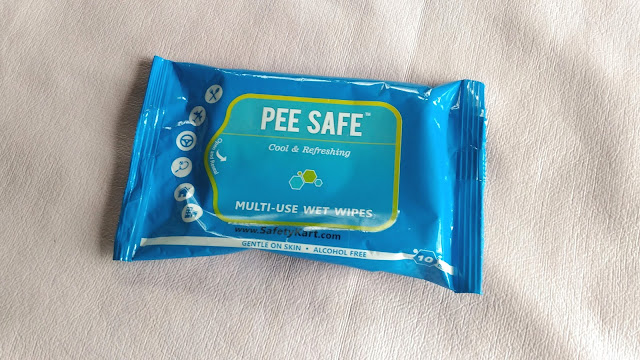 PEE SAFE™
Cool & Refreshing
MULTI-USE WET WIPES
www.SafetyKart.com
GENTLE ON SKIN • ALCOHOL FREE
10